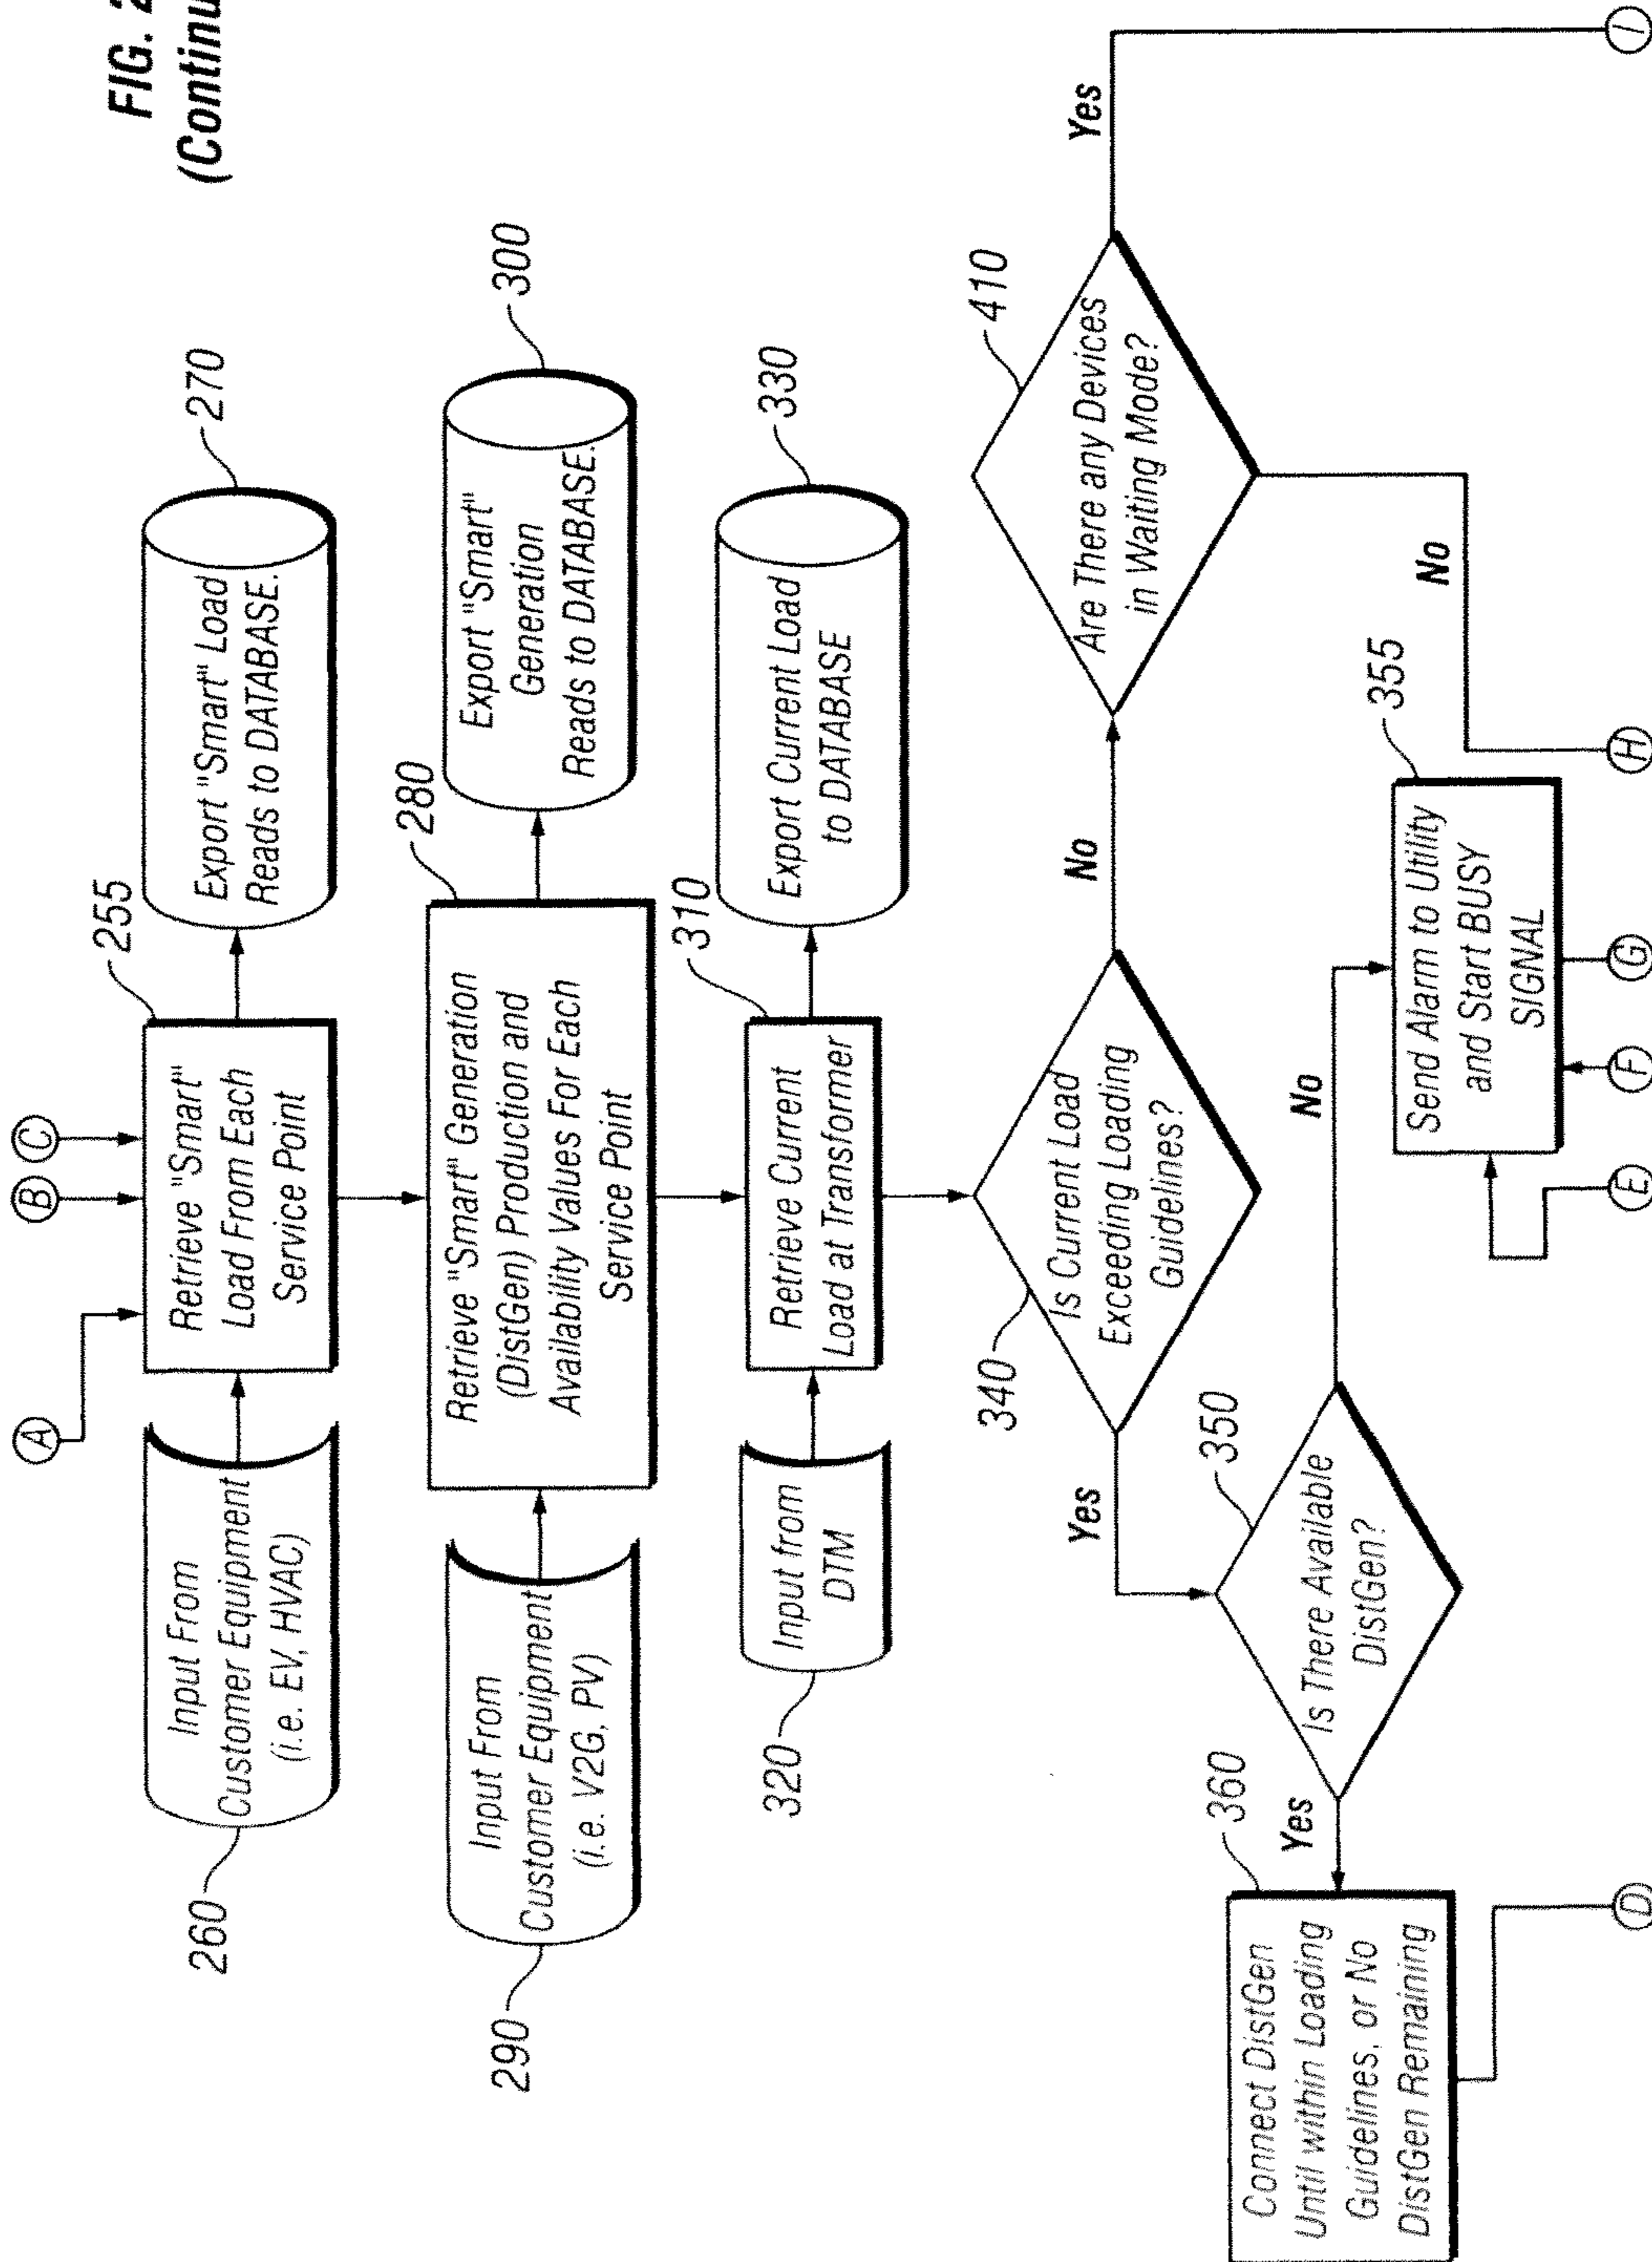 FIG. 2
(Continu
A
B
C
260
Input From
Customer Equipment
(i.e. EV, HVAC)
255
Retrieve "Smart"
Load From Each
Service Point
270
Export "Smart" Load
Reads to DATABASE.
290
Input From
Customer Equipment
(i.e. V2G, PV)
280
Retrieve "Smart" Generation
(DistGen) Production and
Availability Values For Each
Service Point
300
Export "Smart"
Generation
Reads to DATABASE.
320
Input from
DTM
310
Retrieve Current
Load at Transformer
330
Export Current Load
to DATABASE
340
Is Current Load
Exceeding Loading
Guidelines?
Yes
No
410
Are There any Devices
in Waiting Mode?
Yes
No
350
Is There Available
DistGen?
Yes
No
360
Connect DistGen
Until within Loading
Guidelines, or No
DistGen Remaining
355
Send Alarm to Utility
and Start BUSY
SIGNAL
D
E
F
G
H
I